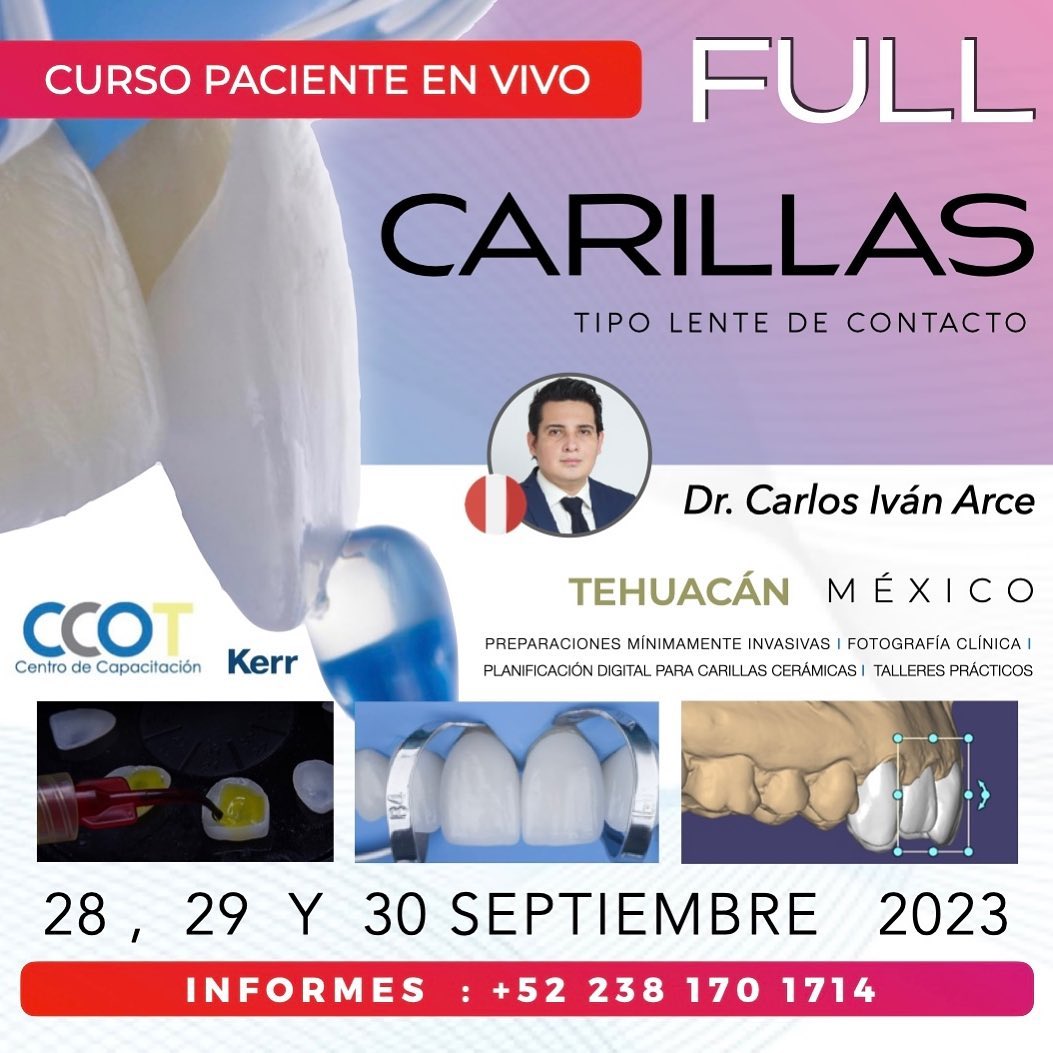 CURSO PACIENTE EN VIVO
FULL
CARILLAS
TIPO LENTE DE CONTACTO
Dr. Carlos Iván Arce
TEHUACÁN MÉXICO
CCOT
Centro de Capacitación
Kerr
PREPARACIONES MÍNIMAMENTE INVASIVAS I FOTOGRAFÍA CLÍNICA I
PLANIFICACIÓN DIGITAL PARA CARILLAS CERÁMICAS I TALLERES PRÁCTICOS
28 , 29 Y 30 SEPTIEMBRE 2023
INFORMES : +52 238 170 1714